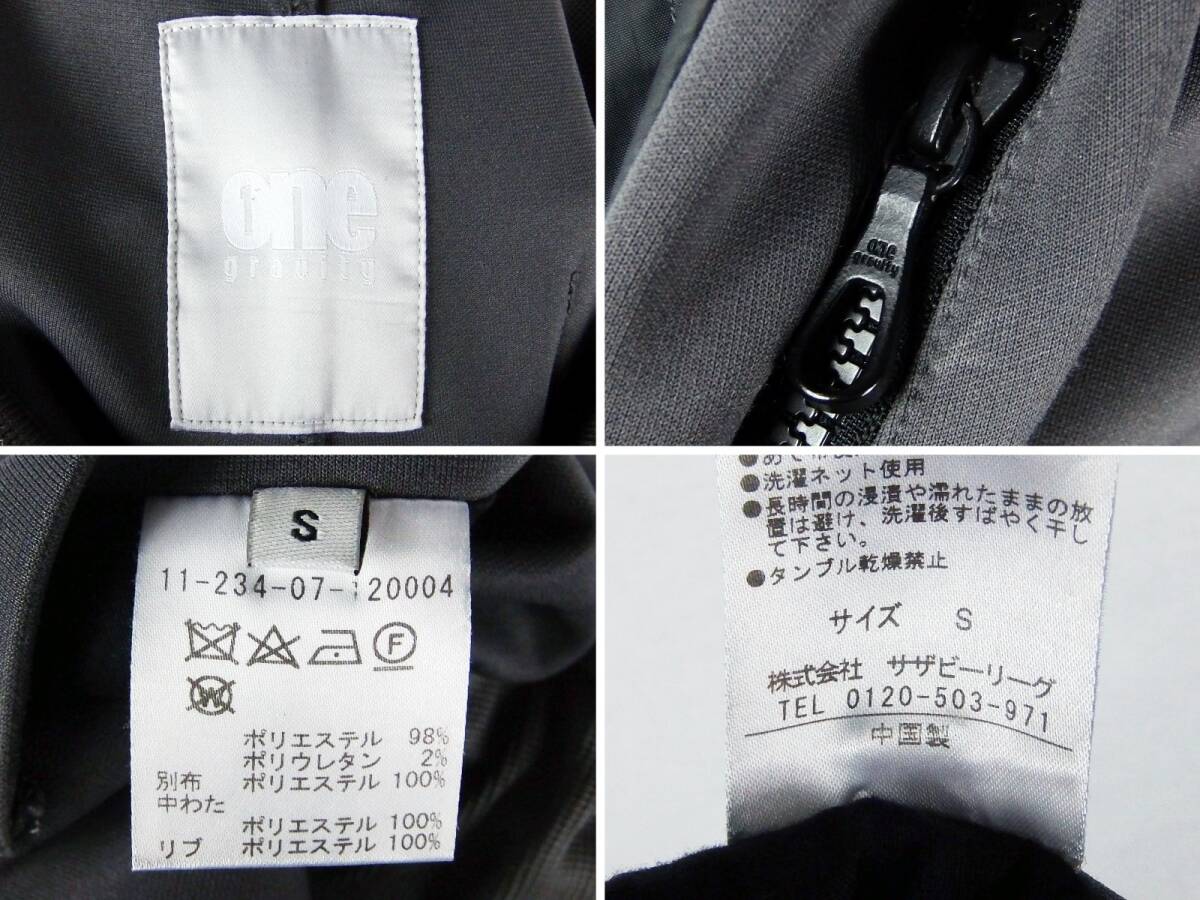 one
gravity
one
gravity
S
11-234-07-120004
F
W
ポリエステル 98%
ポリウレタン 2%
別布 ポリエステル 100%
中わた
ポリエステル 100%
リブ ポリエステル 100%
●洗濯ネット使用
●長時間の浸漬や濡れたままの放
置は避け、洗濯後すばやく干し
て下さい。
●タンブル乾燥禁止
サイズ S
株式会社 サザビーリーグ
TEL 0120-503-971
中国製